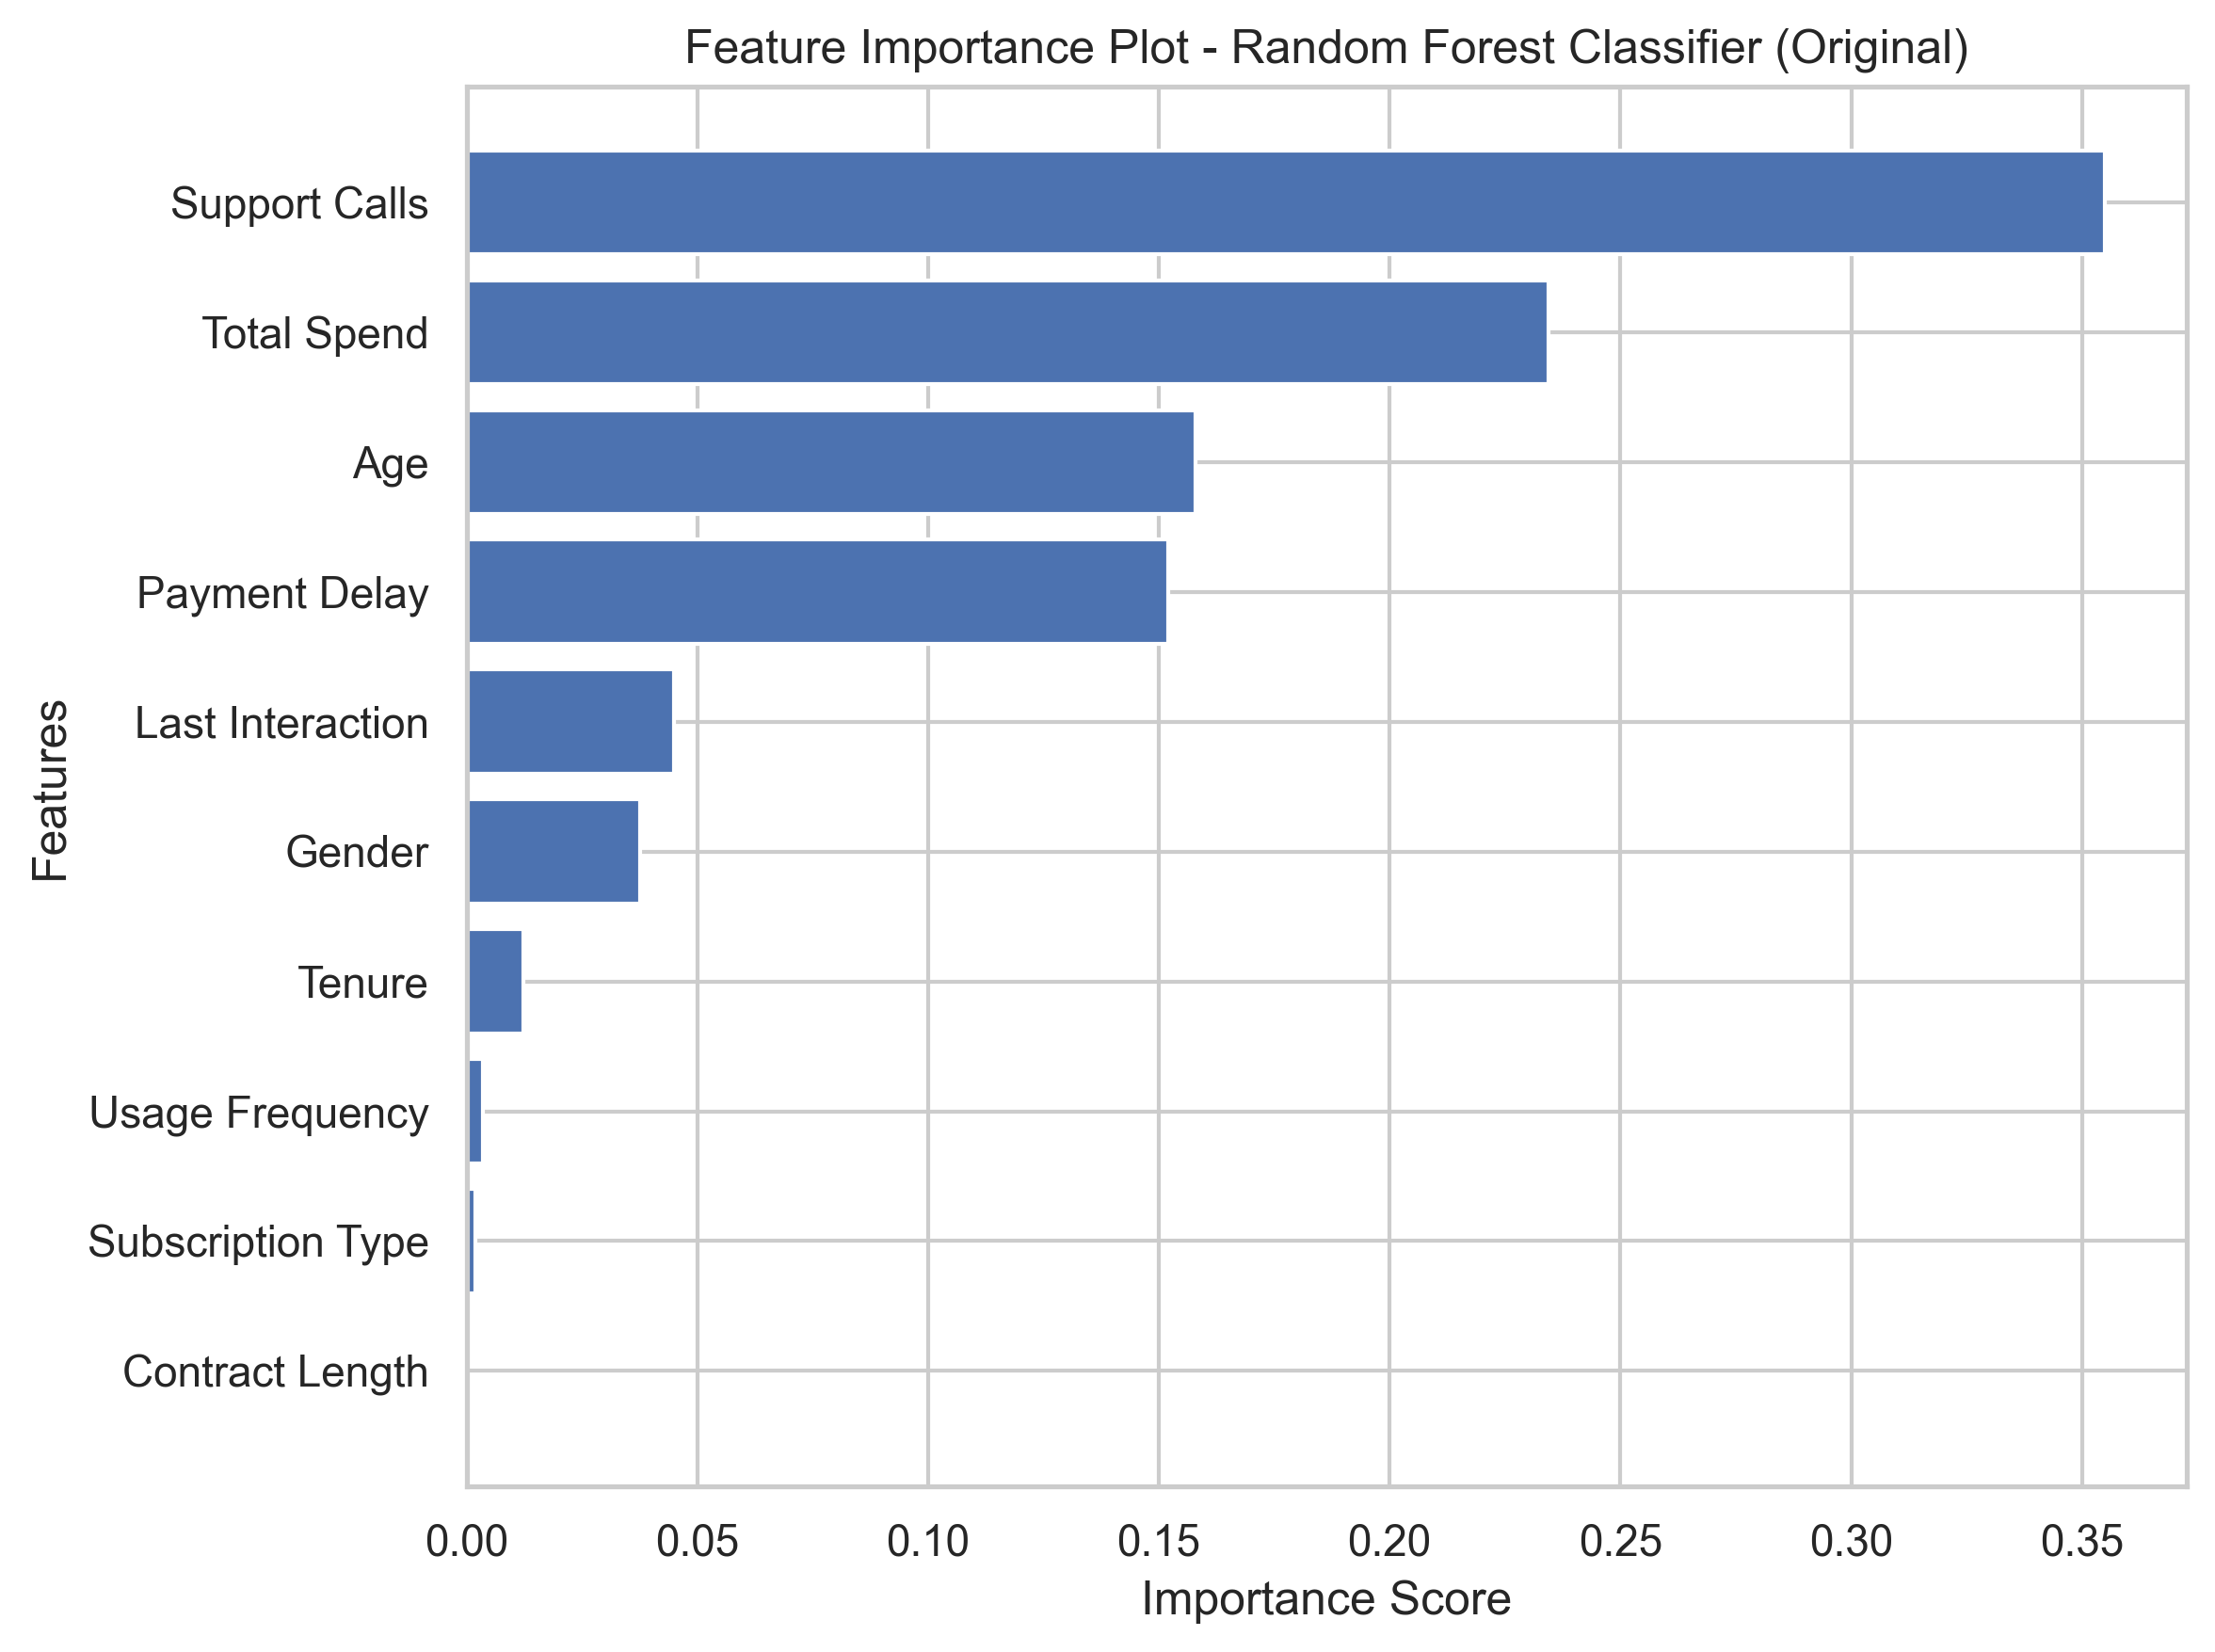 Feature Importance Plot - Random Forest Classifier (Original)
Support Calls
Total Spend
Age
Payment Delay
Last Interaction
Gender
Tenure
Usage Frequency
Subscription Type
Contract Length
Features
0.00 0.05 0.10 0.15 0.20 0.25 0.30 0.35
Importance Score